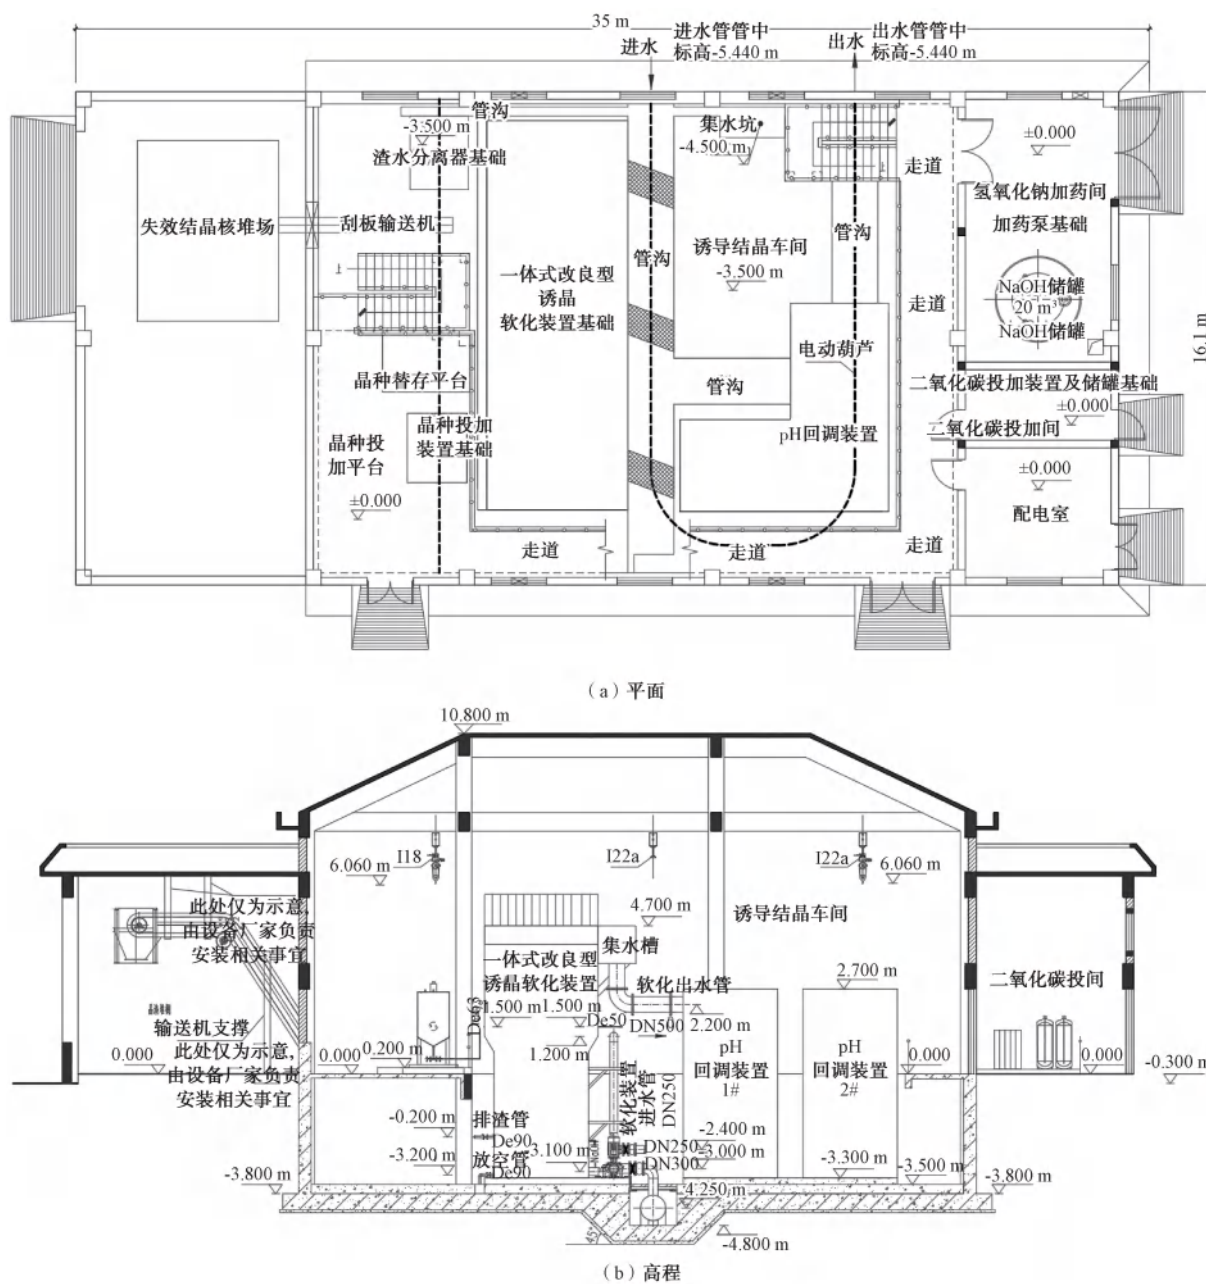 35 m
进水管管中
标高-5.440 m
进水
出水管管中
标高-5.440 m
出水
管沟
-3.500 m
渣水分离器基础
集水坑
-4.500 m
走道
±0.000
氢氧化钠加药间
加药泵基础
失效结晶核堆场
刮板输送机
上
一体式改良型
诱晶
软化装置基础
管沟
诱导结晶车间
-3.500 m
管沟
上
走道
NaOH储罐
20 m³
NaOH储罐
16.1 m
电动葫芦
晶种替存平台
管沟
二氧化碳投加装置及储罐基础
±0.000
晶种投加
装置基础
pH回调装置
二氧化碳投加间
晶种投
加平台
±0.000
±0.000
配电室
走道
走道
走道
(a) 平面
10.800 m
I18
I22a
I22a
6.060 m
6.060 m
此处仅为示意,
由设备厂家负责
安装相关事宜
4.700 m
诱导结晶车间
集水槽
一体式改良型
诱晶软化装置
软化出水管
2.700 m
二氧化碳投间
De63
1.500 m
1.500 m
De50
DN500
2.200 m
输送机支撑
此处仅为示意,
由设备厂家负责
安装相关事宜
0.000
0.000
0.200 m
1.200 m
软化装置
进水管
DN250
pH
回调装置
1#
pH
回调装置
2#
0.000
0.000
-0.300 m
-0.200 m
排渣管
De90
放空管
De90
-3.200 m
-3.100 m
DN250
DN300
-2.400 m
-3.000 m
-3.300 m
-3.500 m
-3.800 m
-3.800 m
-4.250 m
45°
-4.800 m
(b) 高程